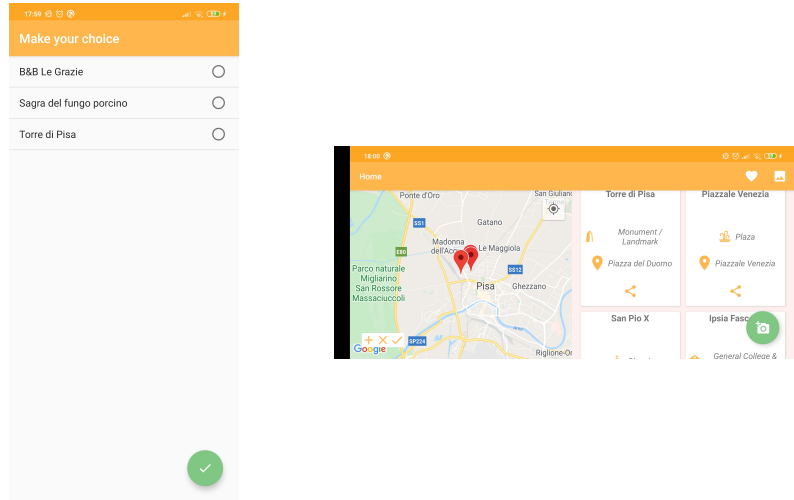 17:59
Make your choice
B&B Le Grazie
Sagra del fungo porcino
Torre di Pisa
18:00
Home
Ponte d'Oro
San Giuliano
SS1
Gatano
E80
Madonna
dell'Acq
Le Maggiola
Parco naturale
Migliarino
San Rossore
Massaciuccoli
SS12
Pisa
Ghezzano
SP224
Google
Riglione-Or
Torre di Pisa
Monument /
Landmark
Piazza del Duomo
Piazzale Venezia
Plaza
Piazzale Venezia
San Pio X
Ipsia Fasc
General College &